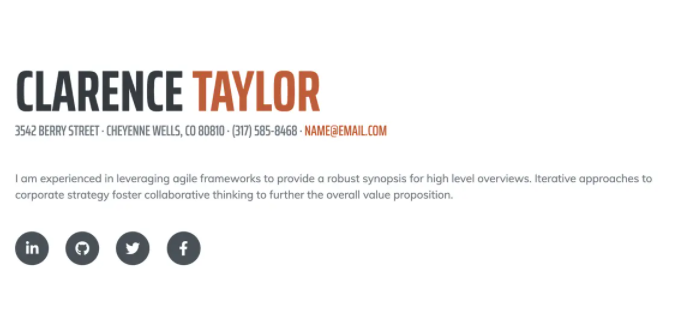 CLARENCE TAYLOR
3542 BERRY STREET · CHEYENNE WELLS, CO 80810 · (317) 585-8468 · NAME@EMAIL.COM
I am experienced in leveraging agile frameworks to provide a robust synopsis for high level overviews. Iterative approaches to
corporate strategy foster collaborative thinking to further the overall value proposition.
in